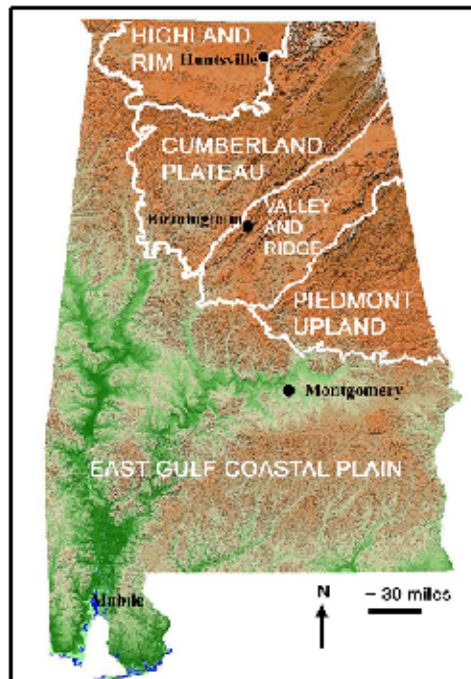 HIGHLAND
RIM
Huntsville
CUMBERLAND
PLATEAU
Birmingham
VALLEY
AND
RIDGE
PIEDMONT
UPLAND
Montgomery
EAST GULF COASTAL PLAIN
Mobile
N
~ 30 miles